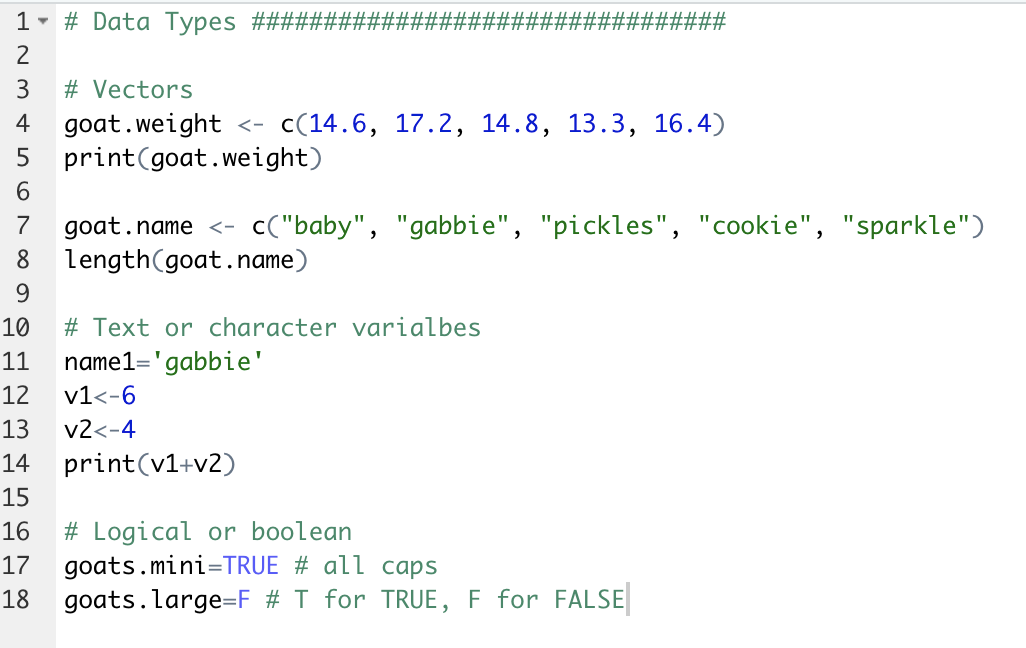 1 # Data Types #################################
2
3 # Vectors
4 goat.weight <- c(14.6, 17.2, 14.8, 13.3, 16.4)
5 print(goat.weight)
6
7 goat.name <- c("baby", "gabbie", "pickles", "cookie", "sparkle")
8 length(goat.name)
9
10 # Text or character varialbes
11 name1='gabbie'
12 v1<-6
13 v2<-4
14 print(v1+v2)
15
16 # Logical or boolean
17 goats.mini=TRUE # all caps
18 goats.large=F # T for TRUE, F for FALSE